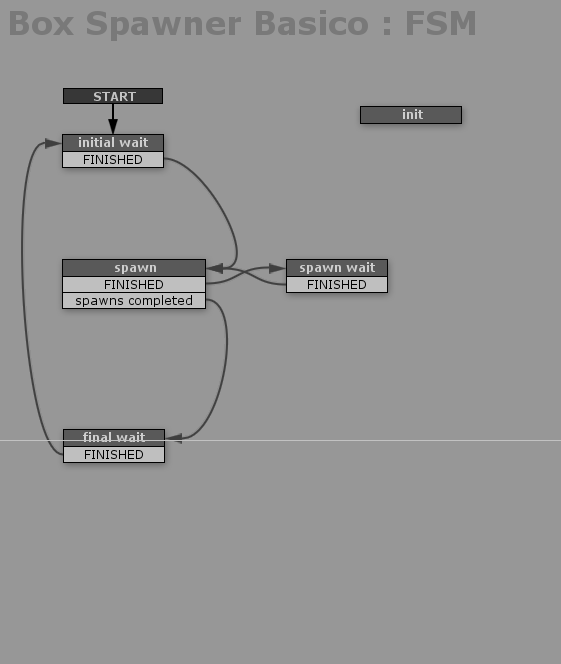 Box Spawner Basico : FSM
START
init
initial wait
FINISHED
spawn
FINISHED
spawns completed
spawn wait
FINISHED
final wait
FINISHED